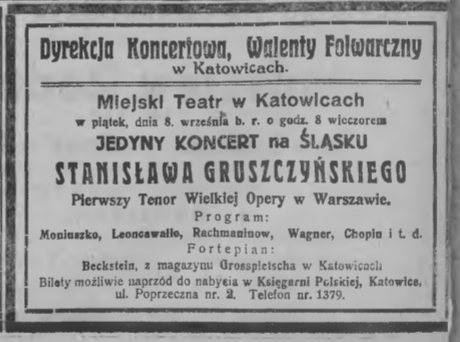 Dyrekcja Koncertowa, Walenty Folwarczny
w Katowicach.
Miejski Teatr w Katowicach
w piątek, dnia 8. września b. r. o godz. 8 wieczorem
JEDYNY KONCERT na ŚLĄSKU
STANISŁAWA GRUSZCZYŃSKIEGO
Pierwszy Tenor Wielkiej Opery w Warszawie.
Program:
Moniuszko, Leoncawallo, Rachmaninow, Wagner, Chopin i t. d.
Fortepian:
Beckstein, z magazynu Grosspietscha w Katowicach
Bilety możliwie naprzód do nabycia w Księgarni Polskiej, Katowice,
ul. Poprzeczna nr. 2. Telefon nr. 1379.